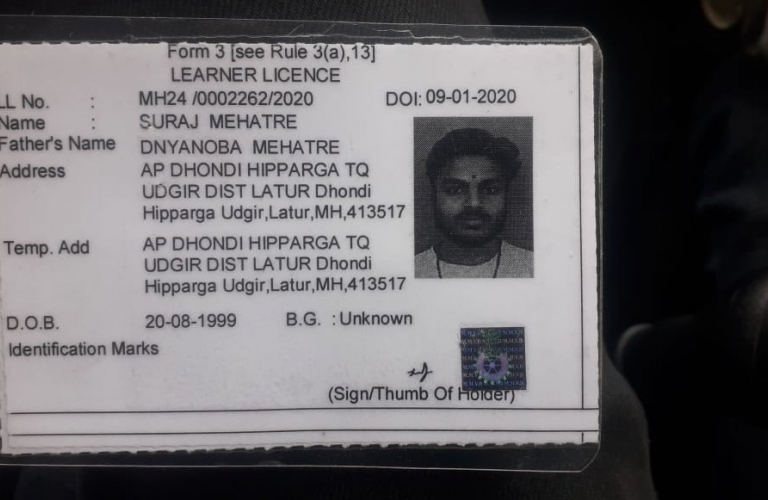 Form 3 [see Rule 3(a),13]
LEARNER LICENCE
LL No. : MH24 /0002262/2020 DOI: 09-01-2020
Name : SURAJ MEHATRE
Father's Name DNYANOBA MEHATRE
Address AP DHONDI HIPPARGA TQ
UDGIR DIST LATUR Dhondi
Hipparga Udgir,Latur,MH,413517
Temp. Add AP DHONDI HIPPARGA TQ
UDGIR DIST LATUR Dhondi
Hipparga Udgir,Latur,MH,413517
D.O.B. 20-08-1999 B.G. : Unknown
Identification Marks
(Sign/Thumb Of Holder)